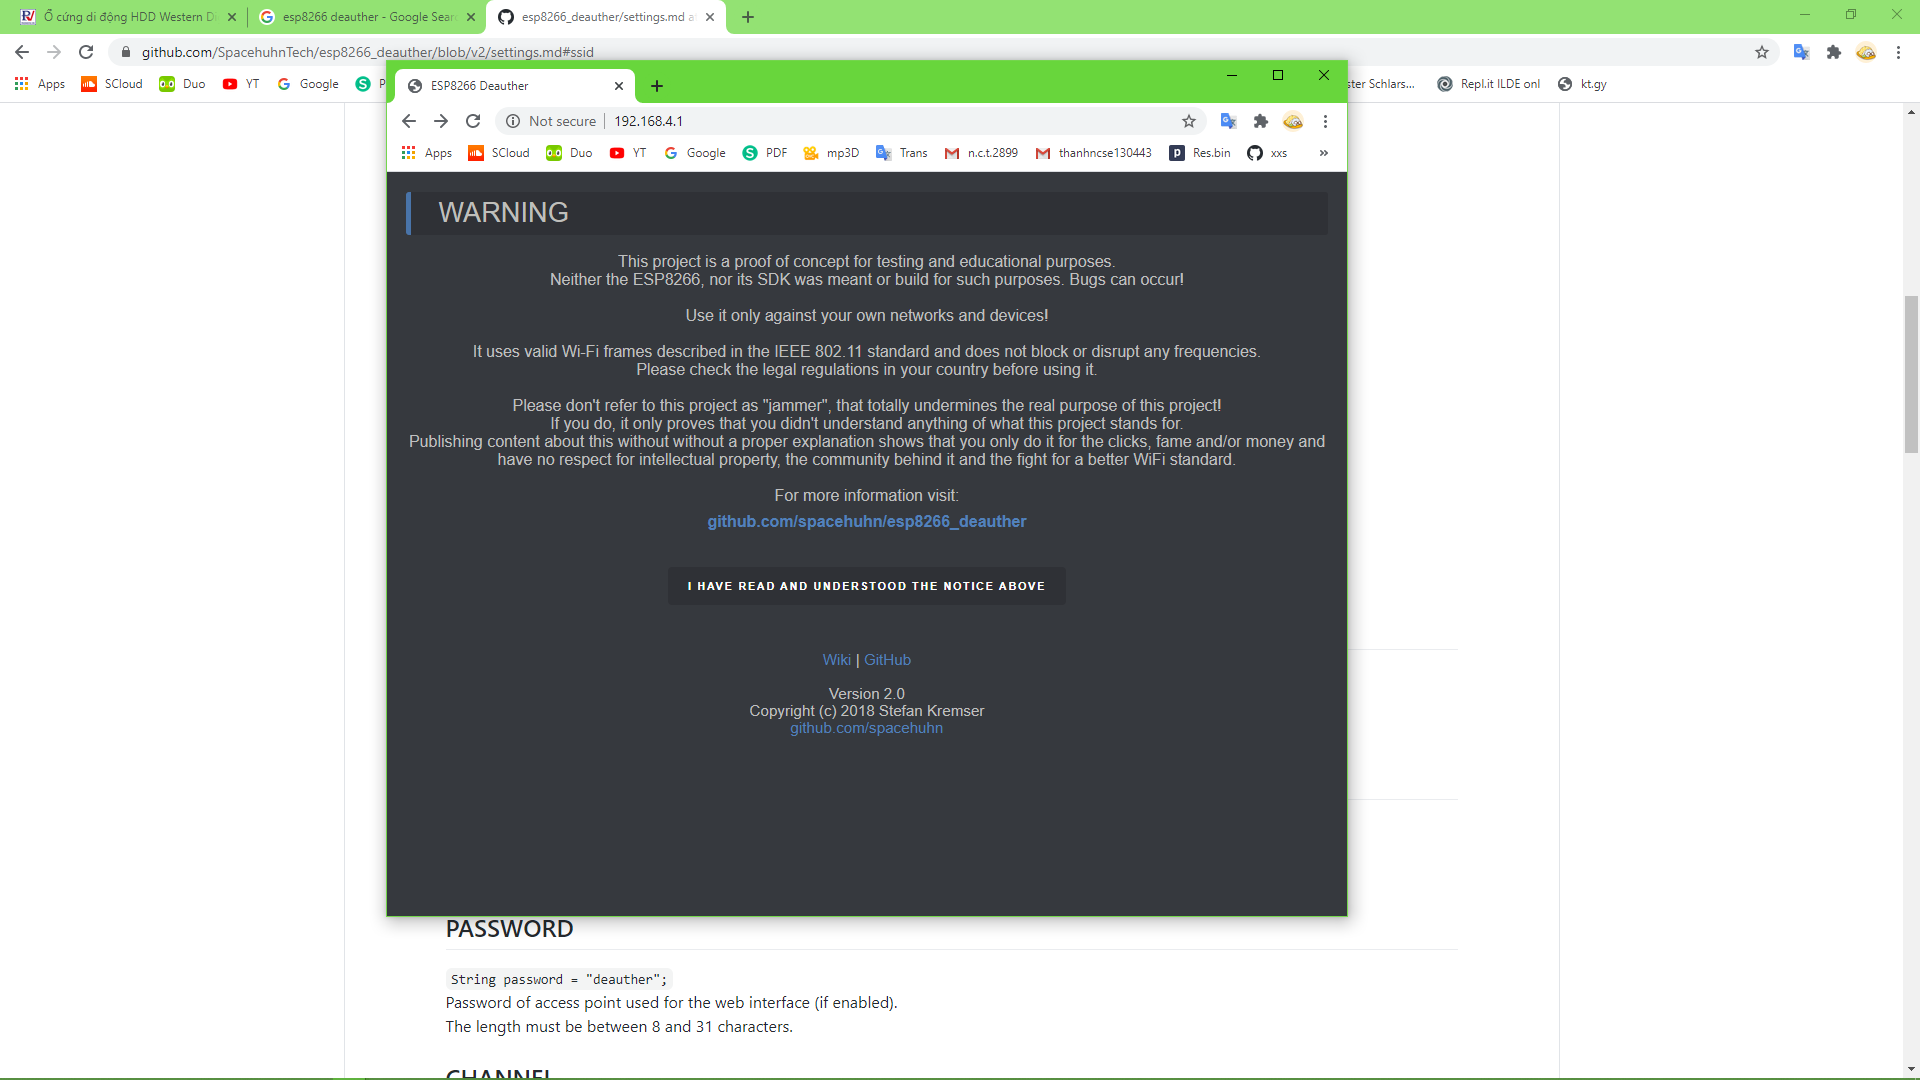 Ổ cứng di động HDD Western Di
esp8266 deauther - Google Sear
esp8266_deauther/settings.md at
github.com/SpacehuhnTech/esp8266_deauther/blob/v2/settings.md#ssid
Apps
SCloud
Duo
YT
Google
ster Schlars...
Repl.it ILDE onl
kt.gy
ESP8266 Deauther
Not secure
192.168.4.1
Apps
SCloud
Duo
YT
Google
PDF
mp3D
Trans
n.c.t.2899
thanhncse130443
Res.bin
xxs
»
WARNING
This project is a proof of concept for testing and educational purposes.
Neither the ESP8266, nor its SDK was meant or build for such purposes. Bugs can occur!
Use it only against your own networks and devices!
It uses valid Wi-Fi frames described in the IEEE 802.11 standard and does not block or disrupt any frequencies.
Please check the legal regulations in your country before using it.
Please don't refer to this project as "jammer", that totally undermines the real purpose of this project!
If you do, it only proves that you didn't understand anything of what this project stands for.
Publishing content about this without without a proper explanation shows that you only do it for the clicks, fame and/or money and
have no respect for intellectual property, the community behind it and the fight for a better WiFi standard.
For more information visit:
github.com/spacehuhn/esp8266_deauther
I HAVE READ AND UNDERSTOOD THE NOTICE ABOVE
Wiki | GitHub
Version 2.0
Copyright (c) 2018 Stefan Kremser
github.com/spacehuhn
PASSWORD
String password = "deauther";
Password of access point used for the web interface (if enabled).
The length must be between 8 and 31 characters.
CHANNEL